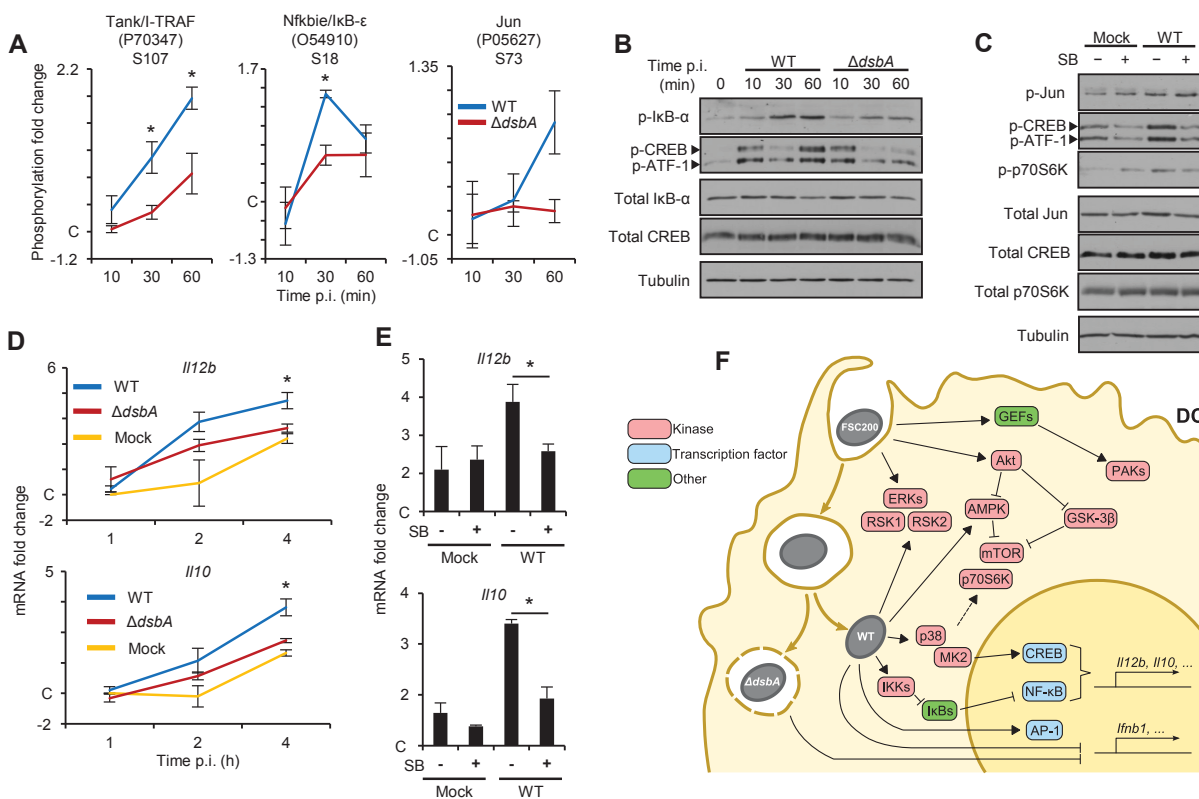 A
Tank/I-TRAF
(P70347)
S107
Nfkbie/IκB-ε
(O54910)
S18
Jun
(P05627)
S73
Phosphorylation fold change
2.2
C
-1.2
*
*
10 30 60
1.7
C
-1.3
*
10 30 60
1.35
C
-1.05
WT
ΔdsbA
10 30 60
Time p.i. (min)
B
Time p.i.
(min)
WT
ΔdsbA
0 10 30 60 10 30 60
p-IκB-α
p-CREB
p-ATF-1
Total IκB-α
Total CREB
Tubulin
C
Mock WT
SB – + – +
p-Jun
p-CREB
p-ATF-1
p-p70S6K
Total Jun
Total CREB
Total p70S6K
Tubulin
D
mRNA fold change
Il12b
6
C
-2
WT
ΔdsbA
Mock
*
1 2 4
Il10
5
C
-2
WT
ΔdsbA
Mock
*
1 2 4
Time p.i. (h)
E
Il12b
5
4
3
2
C
*
SB - + - +
Mock WT
Il10
4
3
2
C
*
SB - + - +
Mock WT
F
Kinase
Transcription factor
Other
DC
FSC200
GEFs
PAKs
Akt
ERKs
RSK1 RSK2
AMPK
GSK-3β
mTOR
p70S6K
WT
p38
MK2
CREB
IKKs
IκBs
NF-κB
AP-1
ΔdsbA
Il12b, Il10, ...
Ifnb1, ...